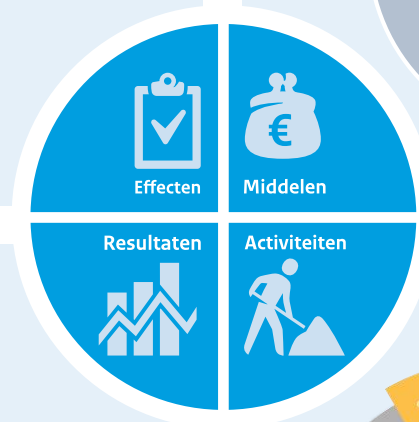 €
Effecten
Middelen
Resultaten
Activiteiten